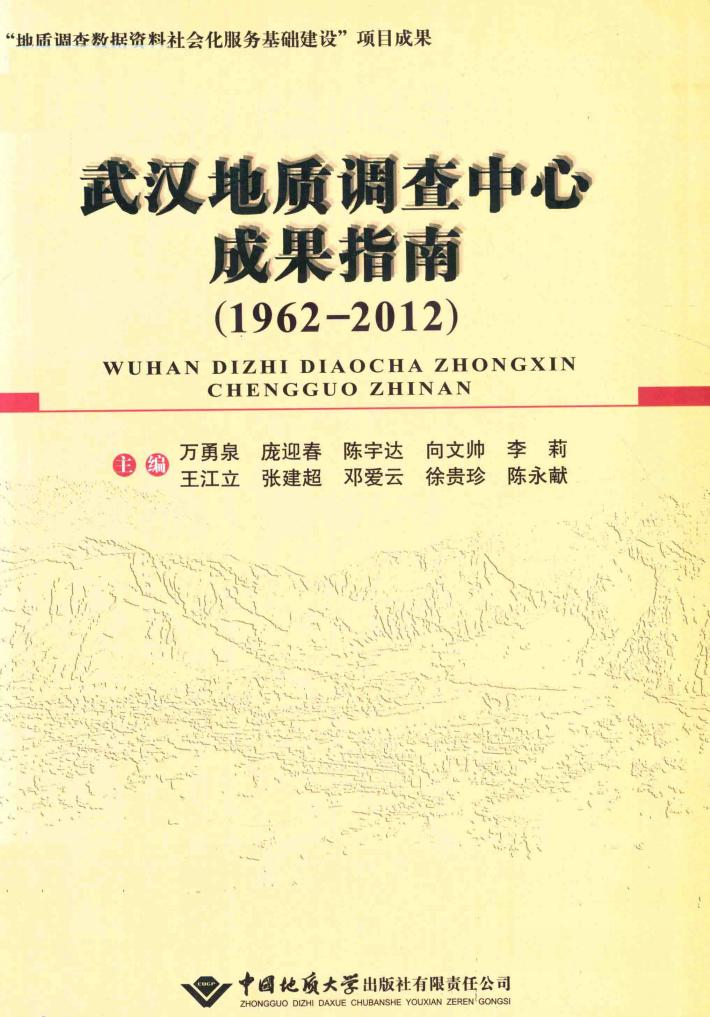 “地质调查数据资料社会化服务基础建设”项目成果
武汉地质调查中心
成果指南
(1962-2012)
WUHAN DIZHI DIAOCHA ZHONGXIN
CHENGGUO ZHINAN
主编
万勇泉 庞迎春 陈宇达 向文帅 李 莉
王江立 张建超 邓爱云 徐贵珍 陈永献
CUGP
中国地质大学出版社有限责任公司
ZHONGGUO DIZHI DAXUE CHUBANSHE YOUXIAN ZEREN GONGSI